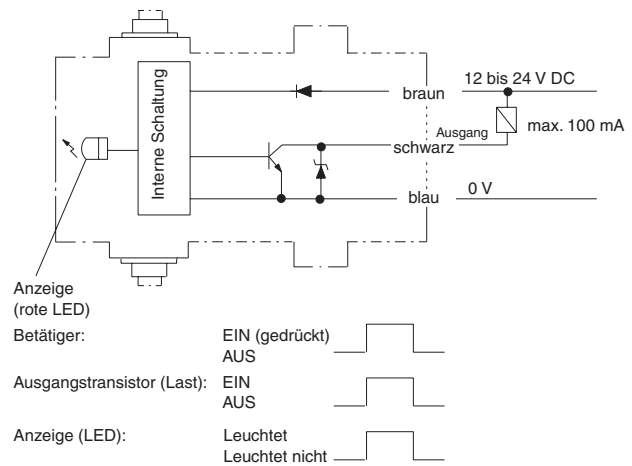 12 bis 24 V DC
braun
Interne Schaltung
max. 100 mA
Ausgang
schwarz
0 V
blau
Anzeige
(rote LED)
Betätiger: EIN (gedrückt)
AUS
Ausgangstransistor (Last): EIN
AUS
Anzeige (LED): Leuchtet
Leuchtet nicht